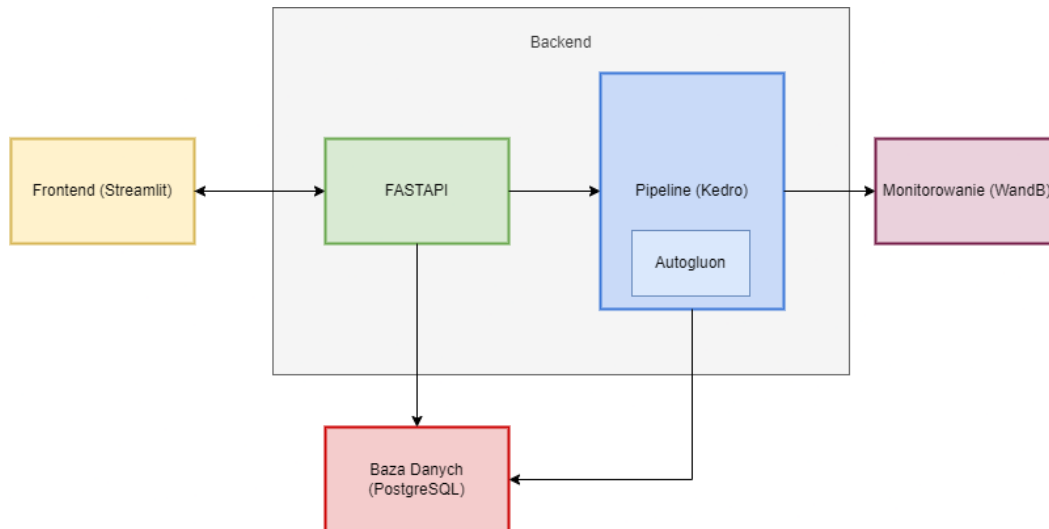 Backend
Frontend (Streamlit)
FASTAPI
Pipeline (Kedro)
Monitorowanie (WandB)
Autogluon
Baza Danych
(PostgreSQL)